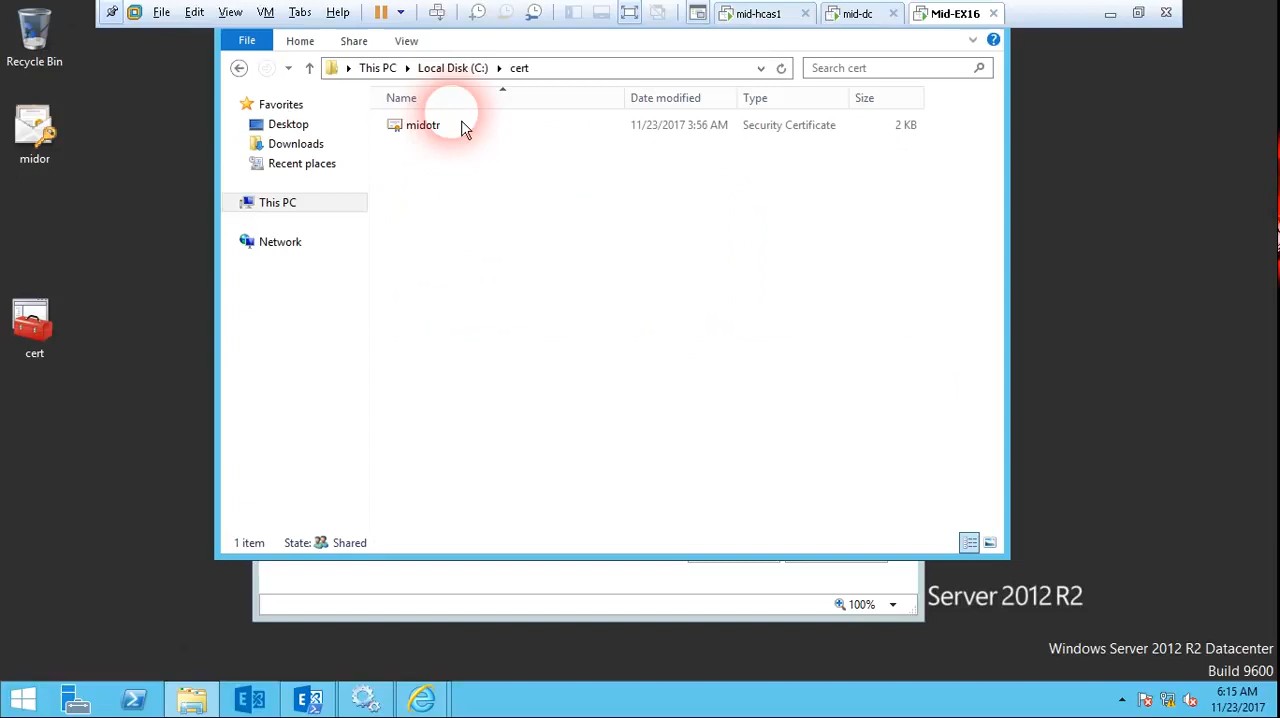 File Edit View VM Tabs Help
mid-hcas1 mid-dc Mid-EX16
Recycle Bin
midor
cert
File Home Share View
This PC Local Disk (C:) cert
Search cert
Name Date modified Type Size
midotr 11/23/2017 3:56 AM Security Certificate 2 KB
Favorites
Desktop
Downloads
Recent places
This PC
Network
1 item State: Shared
100%
Server 2012 R2
Windows Server 2012 R2 Datacenter
Build 9600
6:15 AM
11/23/2017